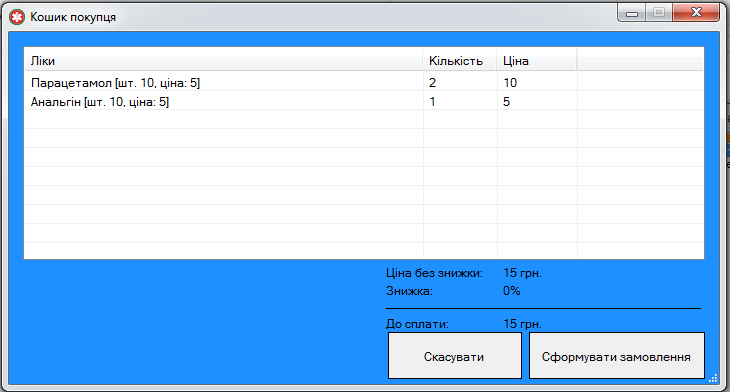 Кошик покупця
Ліки Кількість Ціна
Парацетамол [шт. 10, ціна: 5] 2 10
Анальгін [шт. 10, ціна: 5] 1 5
Ціна без знижки: 15 грн.
Знижка: 0%
До сплати: 15 грн.
Скасувати Сформувати замовлення